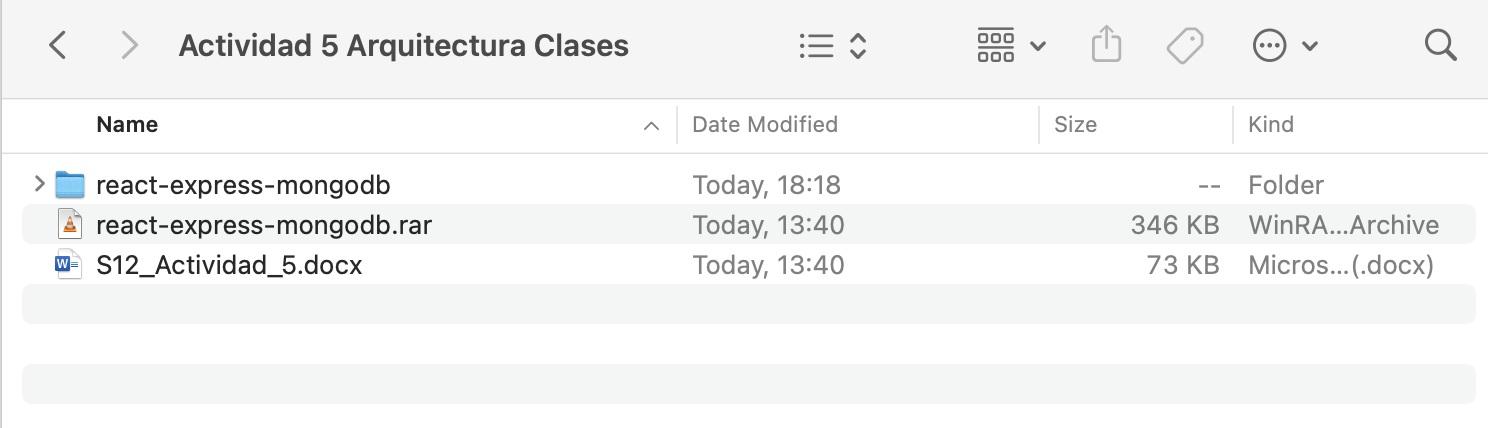 Actividad 5 Arquitectura Clases
Name Date Modified Size Kind
react-express-mongodb Today, 18:18 -- Folder
react-express-mongodb.rar Today, 13:40 346 KB WinRA...Archive
S12_Actividad_5.docx Today, 13:40 73 KB Micros...(.docx)